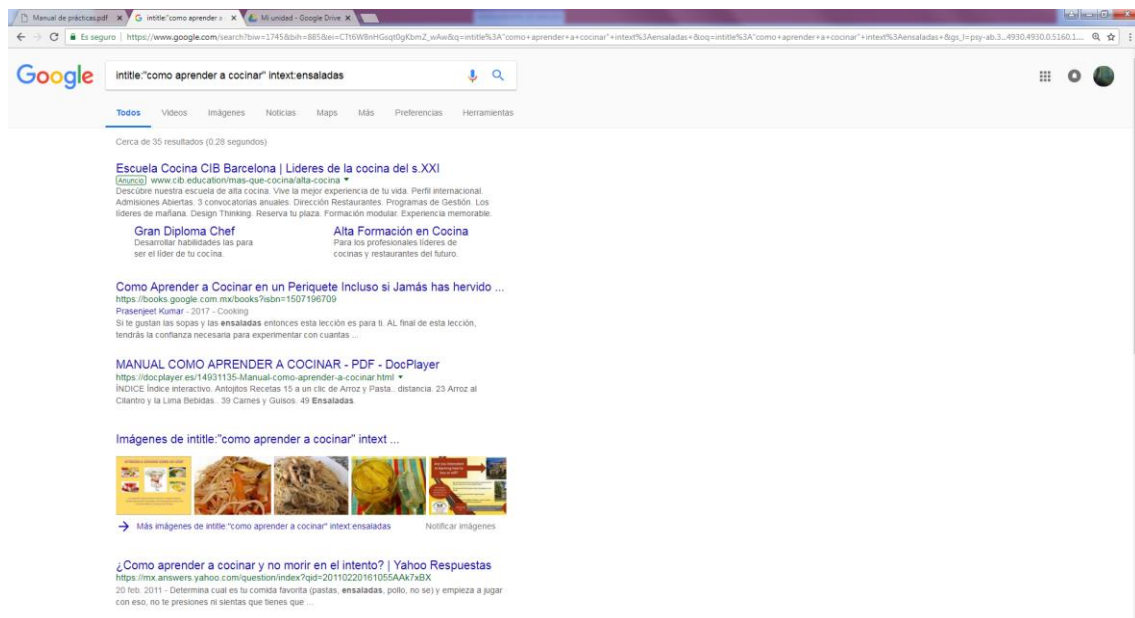 Manual de prácticas.pdf
intitle:"como aprender a
Mi unidad - Google Drive
Es seguro | https://www.google.com/search?biw=1745&bih=885&ei=
Google
intitle:"como aprender a cocinar" intext:ensaladas
Todos Videos Imágenes Noticias Maps Más Preferencias Herramientas
Cerca de 35 resultados (0.28 segundos)
Escuela Cocina CIB Barcelona | Lideres de la cocina del s.XXI
Anuncio www.cib.education/mas-que-cocina/alta-cocina
Descubre nuestra escuela de alta cocina. Vive la mejor experiencia de tu vida. Perfil internacional.
Admisiones Abiertas. 3 convocatorias anuales. Dirección Restaurantes. Programas de Gestión. Los
líderes de mañana. Design Thinking. Reserva tu plaza. Formación modular. Experiencia memorable.
Gran Diploma Chef
Desarrollar habilidades las para
ser el líder de tu cocina.
Alta Formación en Cocina
Para los profesionales líderes de
cocinas y restaurantes del futuro.
Como Aprender a Cocinar en un Periquete Incluso si Jamás has hervido ...
https://books.google.com.mx/books?isbn=1507196709
Prasenjeet Kumar - 2017 - Cooking
Si te gustan las sopas y las ensaladas entonces esta lección es para ti. AL final de esta lección,
tendrás la confianza necesaria para experimentar con cuantas ...
MANUAL COMO APRENDER A COCINAR - PDF - DocPlayer
https://docplayer.es/14931135-Manual-como-aprender-a-cocinar.html
ÍNDICE Índice interactivo. Antojitos Recetas 15 a un clic de Arroz y Pasta.. distancia. 23 Arroz al
Cilantro y la Lima Bebidas.. 39 Carnes y Guisos. 49 Ensaladas.
Imágenes de intitle:"como aprender a cocinar" intext ...
Más imágenes de intitle:"como aprender a cocinar" intext:ensaladas
Notificar imágenes
¿Como aprender a cocinar y no morir en el intento? | Yahoo Respuestas
https://mx.answers.yahoo.com/question/index?qid=20110220161055AAk7xBX
20 feb. 2011 - Determina cual es tu comida favorita (pastas, ensaladas, pollo, no se) y empieza a jugar
con eso, no te presiones ni sientas que tienes que ...